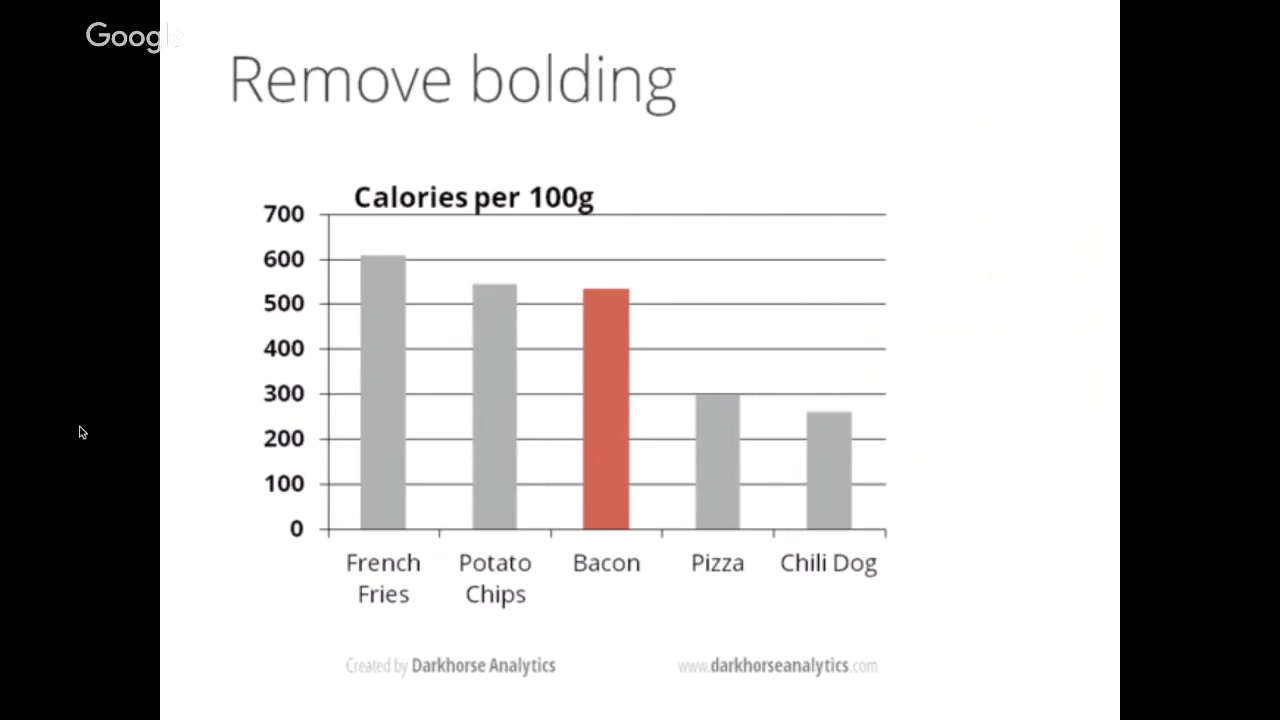 Google
Remove bolding
Calories per 100g
700
600
500
400
300
200
100
0
French Fries
Potato Chips
Bacon
Pizza
Chili Dog
Created by Darkhorse Analytics
www.darkhorseanalytics.com